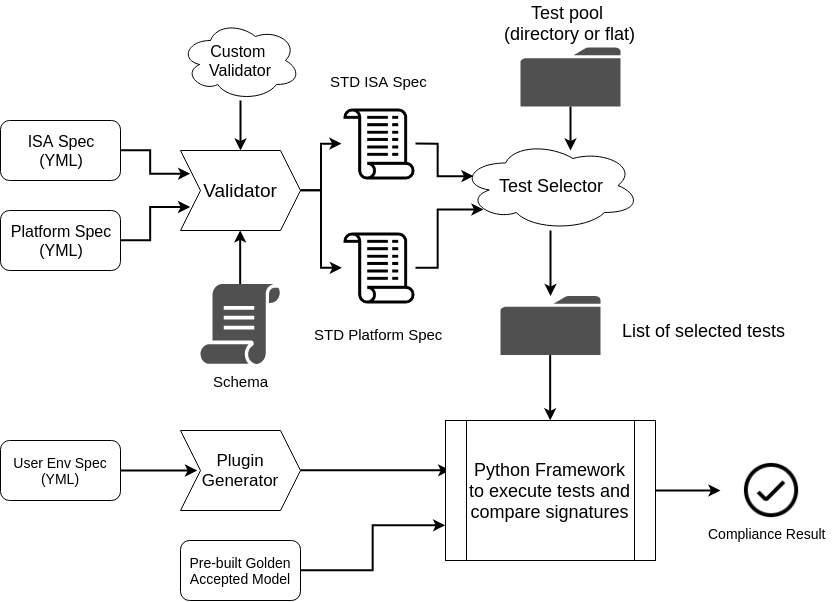 Test pool
(directory or flat)
Custom
Validator
STD ISA Spec
ISA Spec
(YML)
Validator
Test Selector
Platform Spec
(YML)
STD Platform Spec
List of selected tests
Schema
User Env Spec
(YML)
Plugin
Generator
Python Framework
to execute tests and
compare signatures
Compliance Result
Pre-built Golden
Accepted Model